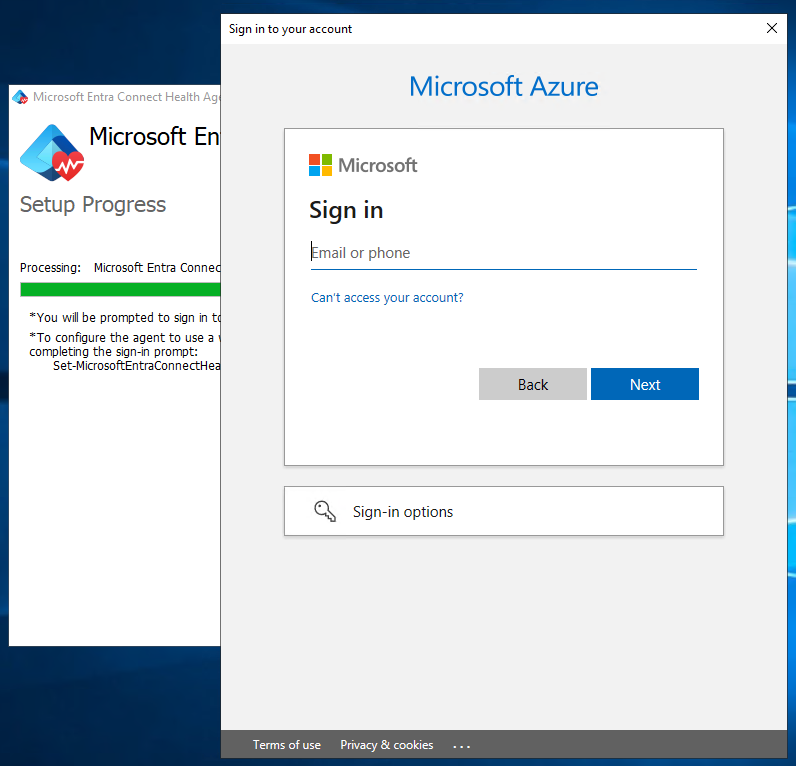 Sign in to your account
Microsoft Azure
Microsoft Entra Connect Health Age
Microsoft En
Setup Progress
Processing: Microsoft Entra Connec
*You will be prompted to sign in to
*To configure the agent to use a
completing the sign-in prompt:
Set-MicrosoftEntraConnectHea
Microsoft
Sign in
Email or phone
Can't access your account?
Back
Next
Sign-in options
Terms of use
Privacy & cookies
...